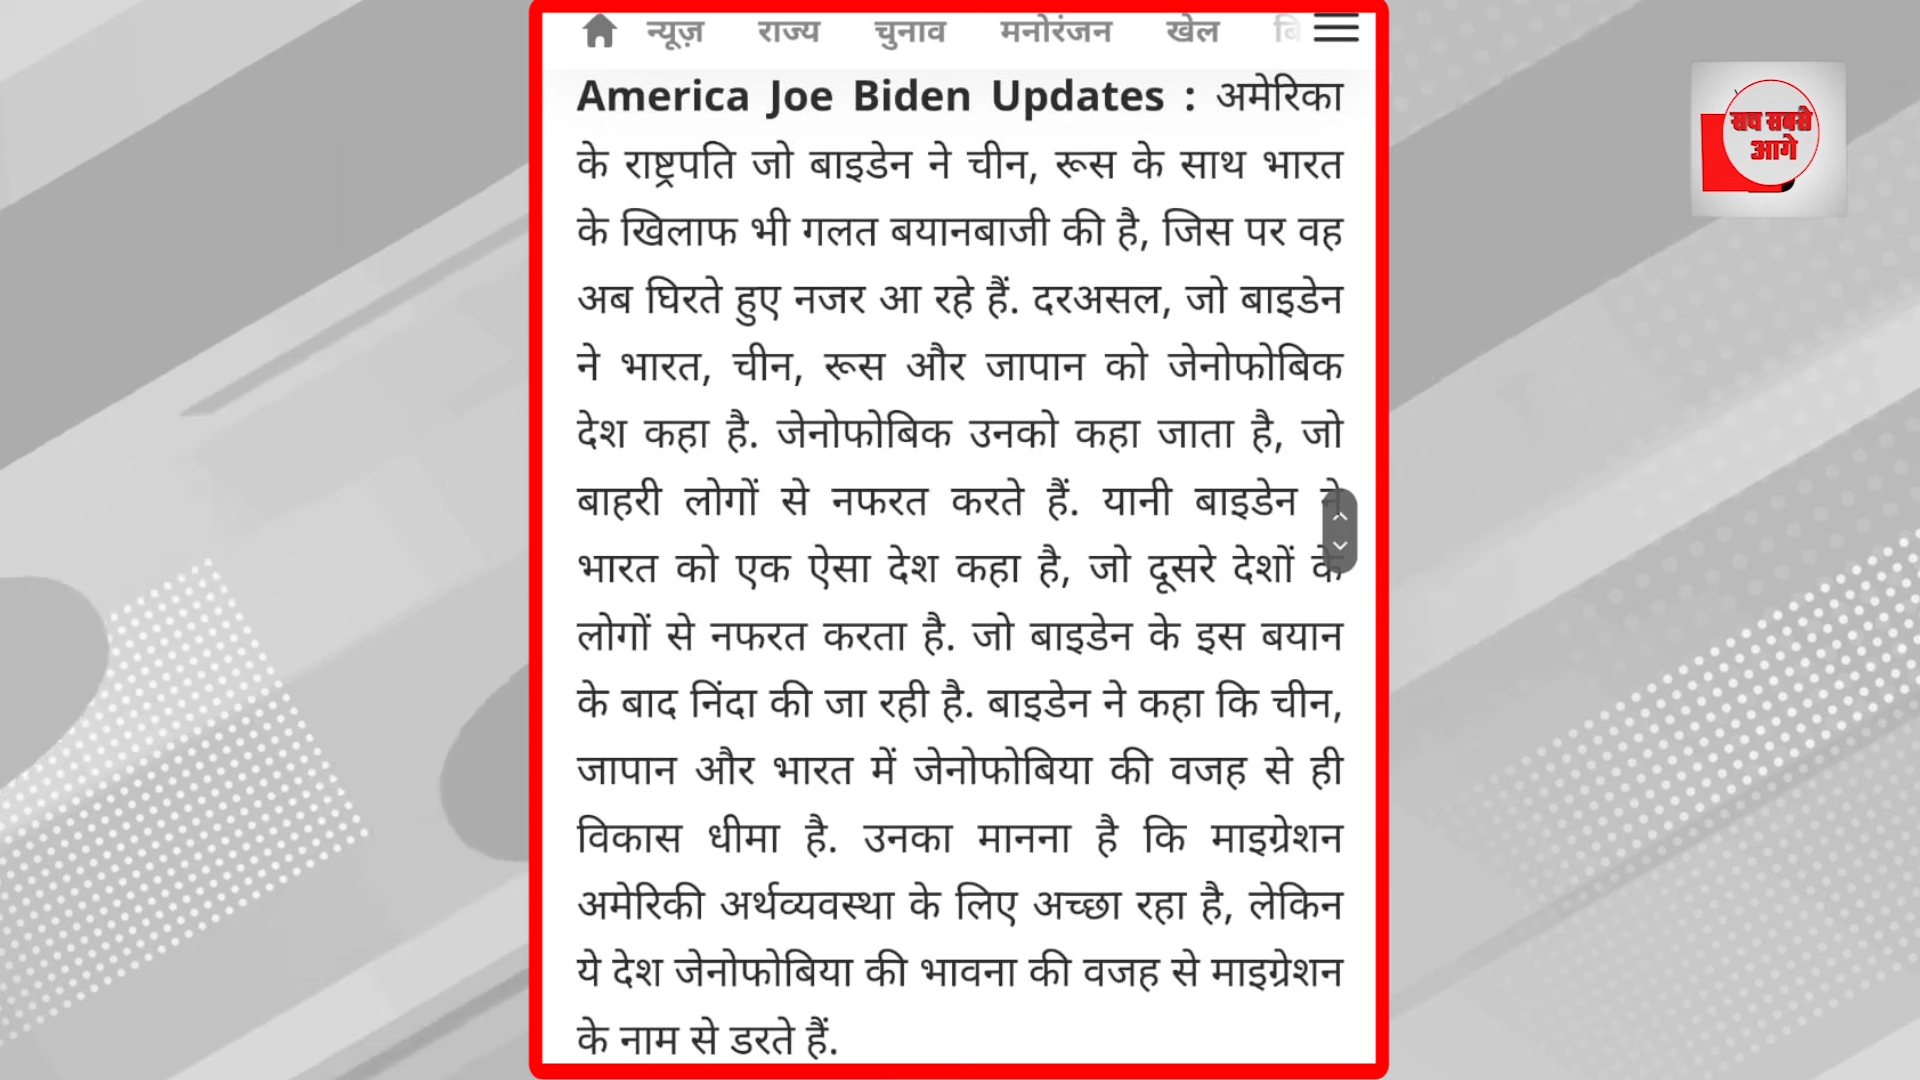 न्यूज़ राज्य चुनाव मनोरंजन खेल
America Joe Biden Updates : अमेरिका
के राष्ट्रपति जो बाइडेन ने चीन, रूस के साथ भारत
के खिलाफ भी गलत बयानबाजी की है, जिस पर वह
अब घिरते हुए नजर आ रहे हैं. दरअसल, जो बाइडेन
ने भारत, चीन, रूस और जापान को जेनोफोबिक
देश कहा है. जेनोफोबिक उनको कहा जाता है, जो
बाहरी लोगों से नफरत करते हैं. यानी बाइडेन ने
भारत को एक ऐसा देश कहा है, जो दूसरे देशों के
लोगों से नफरत करता है. जो बाइडेन के इस बयान
के बाद निंदा की जा रही है. बाइडेन ने कहा कि चीन,
जापान और भारत में जेनोफोबिया की वजह से ही
विकास धीमा है. उनका मानना है कि माइग्रेशन
अमेरिकी अर्थव्यवस्था के लिए अच्छा रहा है, लेकिन
ये देश जेनोफोबिया की भावना की वजह से माइग्रेशन
के नाम से डरते हैं.
सच सबसे
आगे